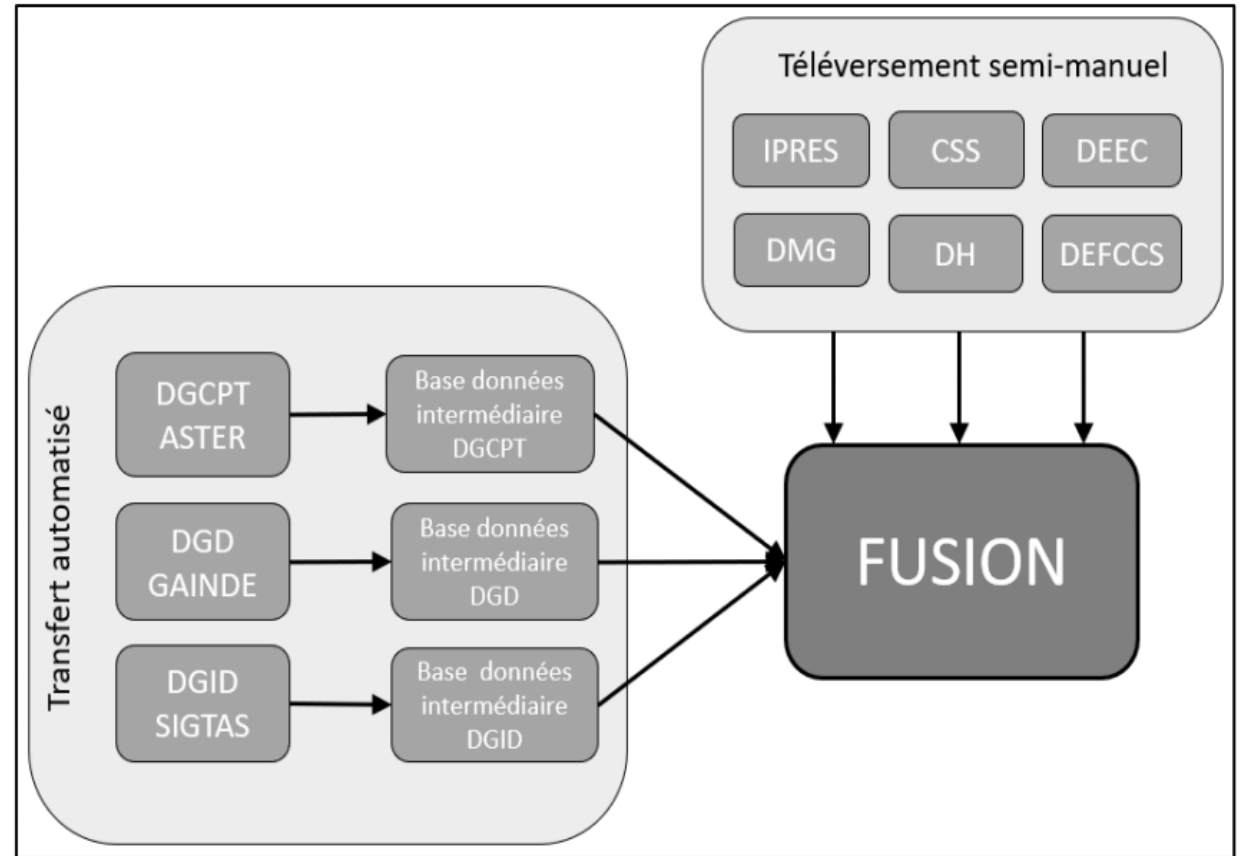 Téléversement semi-manuel
IPRES
CSS
DEEC
DMG
DH
DEFCCS
Transfert automatisé
DGCPT
ASTER
Base données
intermédiaire
DGCPT
DGD
GAINDE
Base données
intermédiaire
DGD
DGID
SIGTAS
Base données
intermédiaire
DGID
FUSION